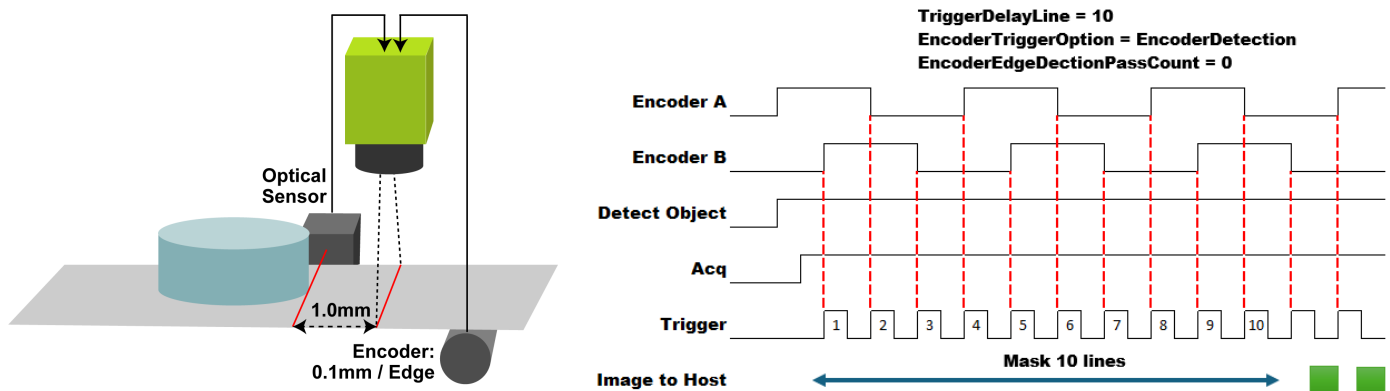 Optical
Sensor
1.0mm
Encoder:
0.1mm / Edge
TriggerDelayLine = 10
EncoderTriggerOption = EncoderDetection
EncoderEdgeDectionPassCount = 0
Encoder A
Encoder B
Detect Object
Acq
Trigger
1 2 3 4 5 6 7 8 9 10
Mask 10 lines
Image to Host